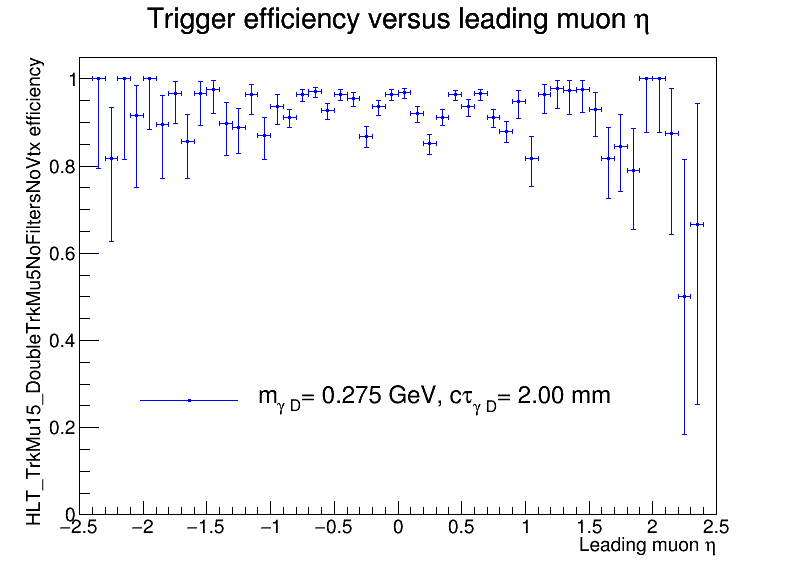 Trigger efficiency versus leading muon η
HLT_TrkMu15_DoubleTrkMu5NoFiltersNoVtx efficiency
1
0.8
0.6
0.4
0.2
0
mγ D= 0.275 GeV, cτγ D= 2.00 mm
−2.5 −2 −1.5 −1 −0.5 0 0.5 1 1.5 2 2.5
Leading muon η